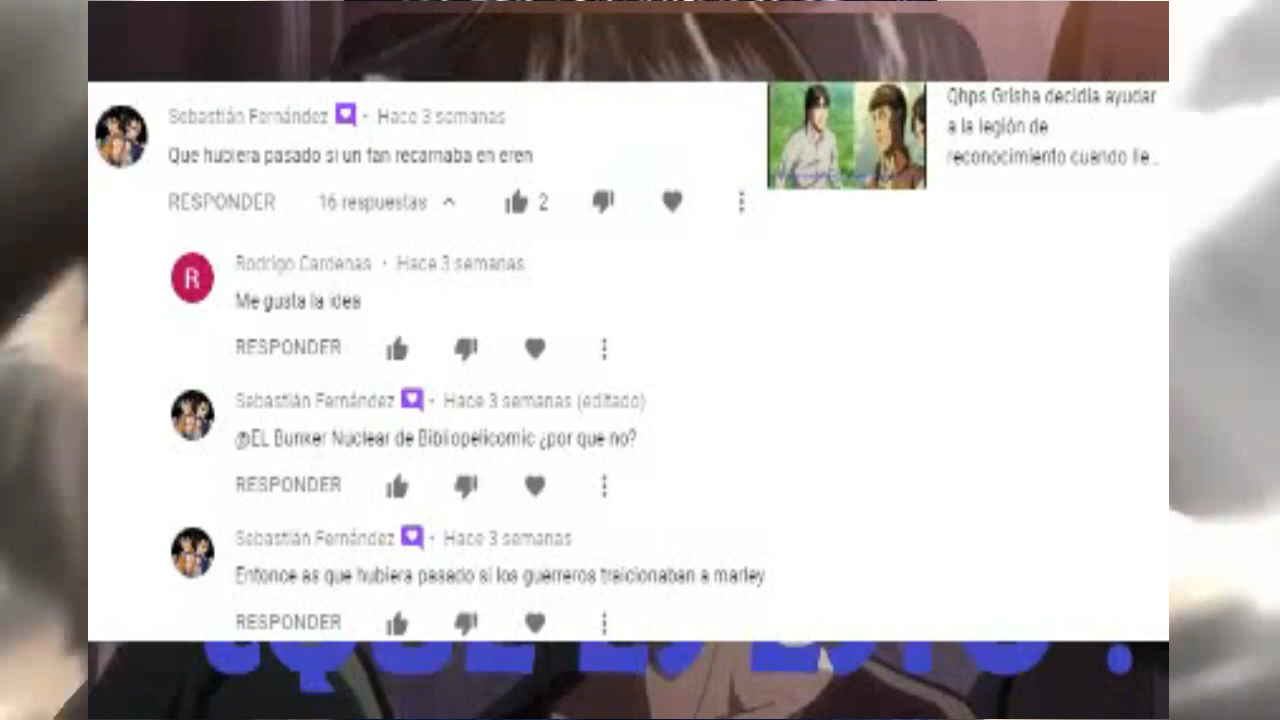 Sebastián Fernández · Hace 3 semanas
Que hubiera pasado si un fan recarnaba en eren
RESPONDER 16 respuestas 2
Qhps Grisha decidia ayudar
a la legión de
reconocimiento cuando lle...
Rodrigo Cardenas · Hace 3 semanas
Me gusta la idea
RESPONDER
Sebastián Fernández · Hace 3 semanas (editado)
@EL Bunker Nuclear de Bibliopelicomic ¿por que no?
RESPONDER
Sebastián Fernández · Hace 3 semanas
Entonce as que hubiera pasado si los guerreros traicionaban a marley
RESPONDER
¿QUE ES ESTO?